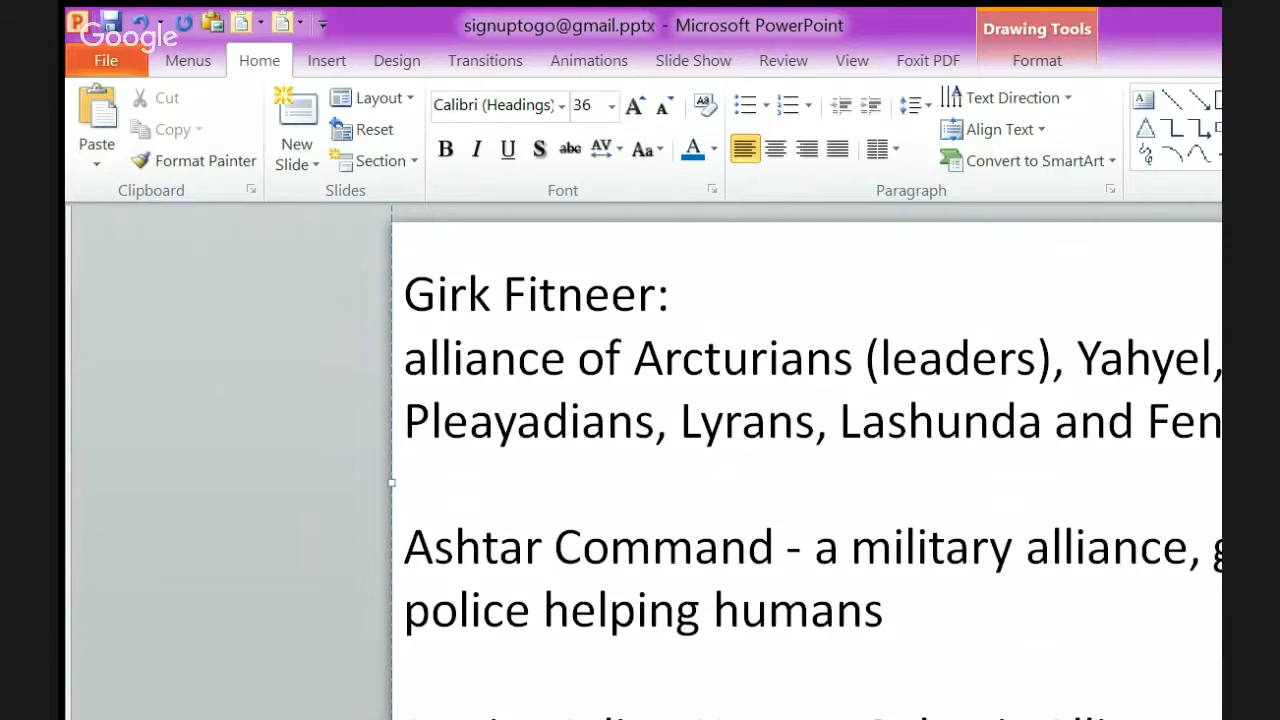 Google
signuptogo@gmail.pptx - Microsoft PowerPoint
Drawing Tools
File Menus Home Insert Design Transitions Animations Slide Show Review View Foxit PDF Format
Paste
Cut
Copy
Format Painter
Clipboard
New
Slide
Layout
Reset
Section
Slides
Calibri (Headings) 36
B I U S abc AV Aa A
Font
Text Direction
Align Text
Convert to SmartArt
Paragraph
Girk Fitneer:
alliance of Arcturians (leaders), Yahyel,
Pleayadians, Lyrans, Lashunda and Fen
Ashtar Command - a military alliance,
police helping humans